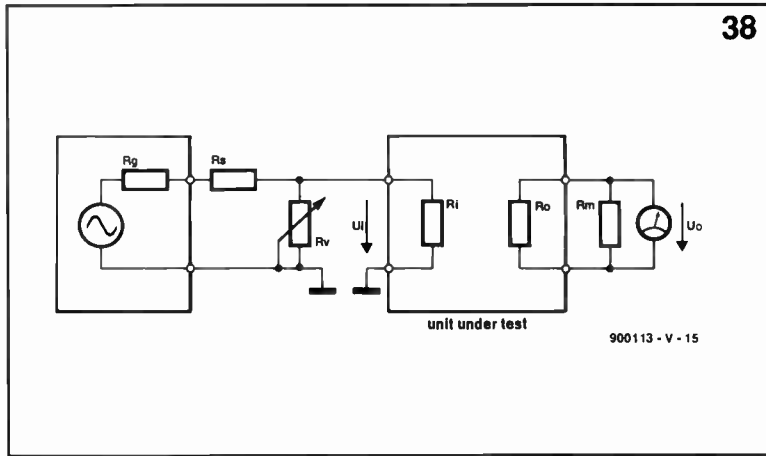 38
Rg
Rs
Rv
Ui
Ri
Ro
Rm
Uo
unit under test
900113 - V - 15